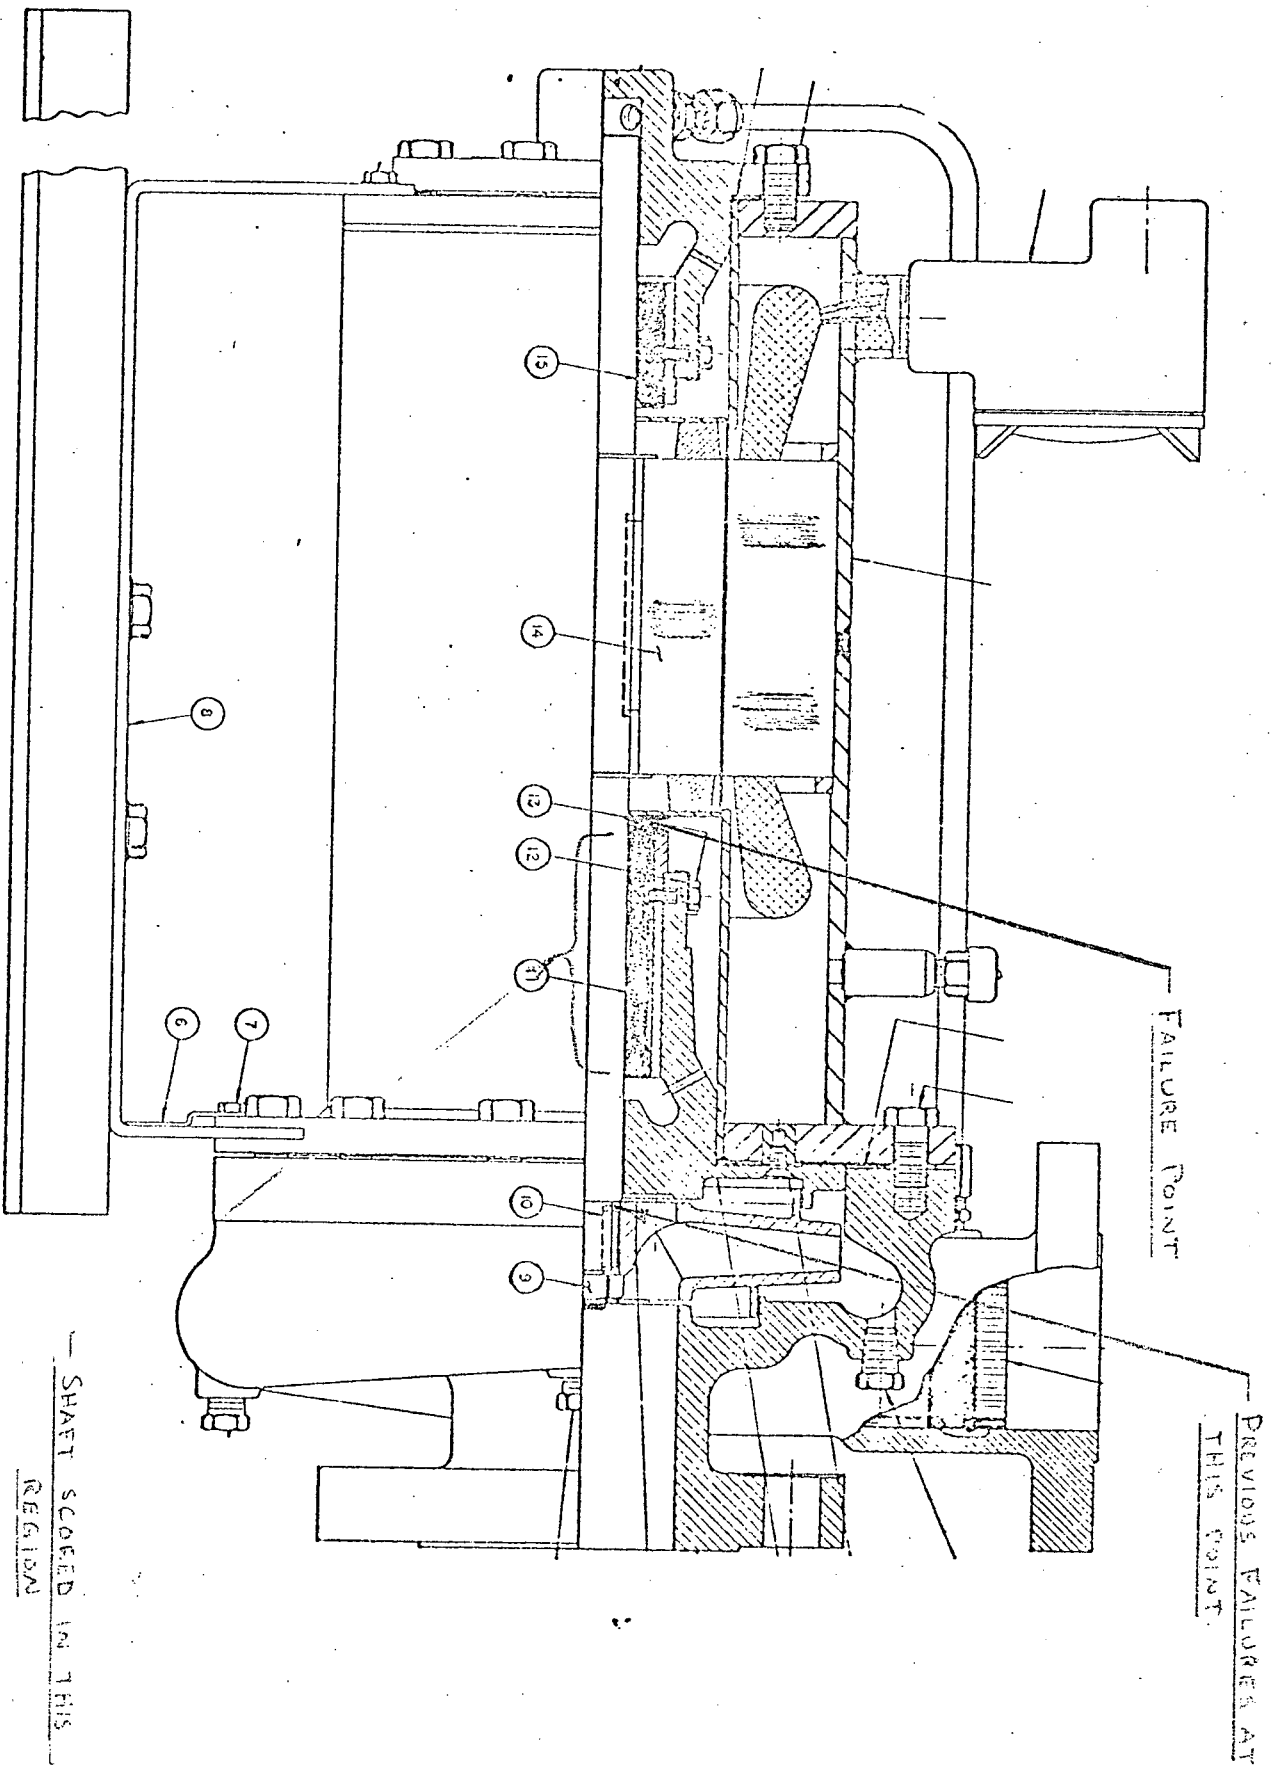 FAILURE POINT
PREVIOUS FAILURES AT
THIS POINT.
— SHAFT SCORED IN THIS
REGION
15
14
13
12
11
10
9
8
7
6